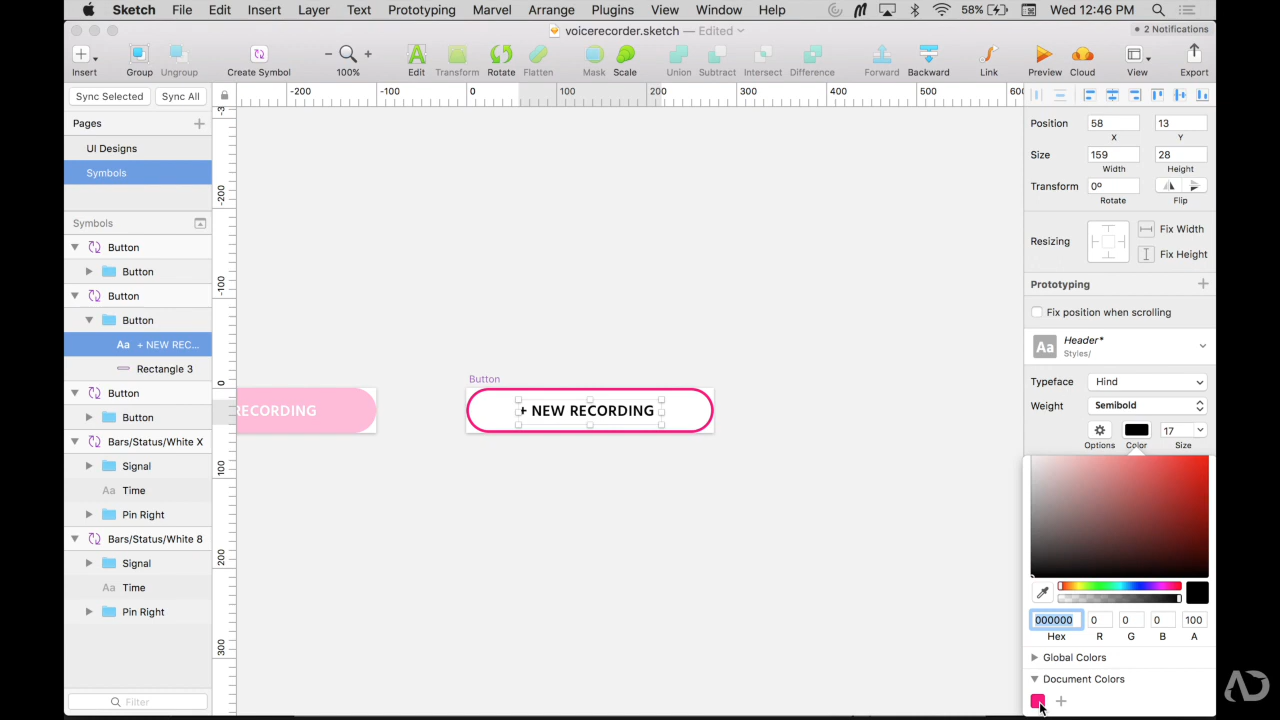 Sketch File Edit Insert Layer Text Prototyping Marvel Arrange Plugins View Window Help 58% Wed 12:46 PM
voicerecorder.sketch — Edited
2 Notifications
Insert Group Ungroup Create Symbol 100% Edit Transform Rotate Flatten Mask Scale Union Subtract Intersect Difference Forward Backward Link Preview Cloud View Export
Sync Selected Sync All
-200 -100 0 100 200 300 400 500 600
Pages
UI Designs
Symbols
Symbols
Button
Button
Button
Button
Aa + NEW REC...
Rectangle 3
Button
Button
Bars/Status/White X
Signal
Aa Time
Pin Right
Bars/Status/White 8
Signal
Aa Time
Pin Right
Filter
-3
-200
-100
0
100
200
300
RECORDING
Button
+ NEW RECORDING
Position 58 13
X Y
Size 159 28
Width Height
Transform 0º
Rotate Flip
Resizing
Fix Width
Fix Height
Prototyping
Fix position when scrolling
Aa Header*
Styles/
Typeface Hind
Weight Semibold
17
Options Color Size
000000 0 0 0 100
Hex R G B A
Global Colors
Document Colors